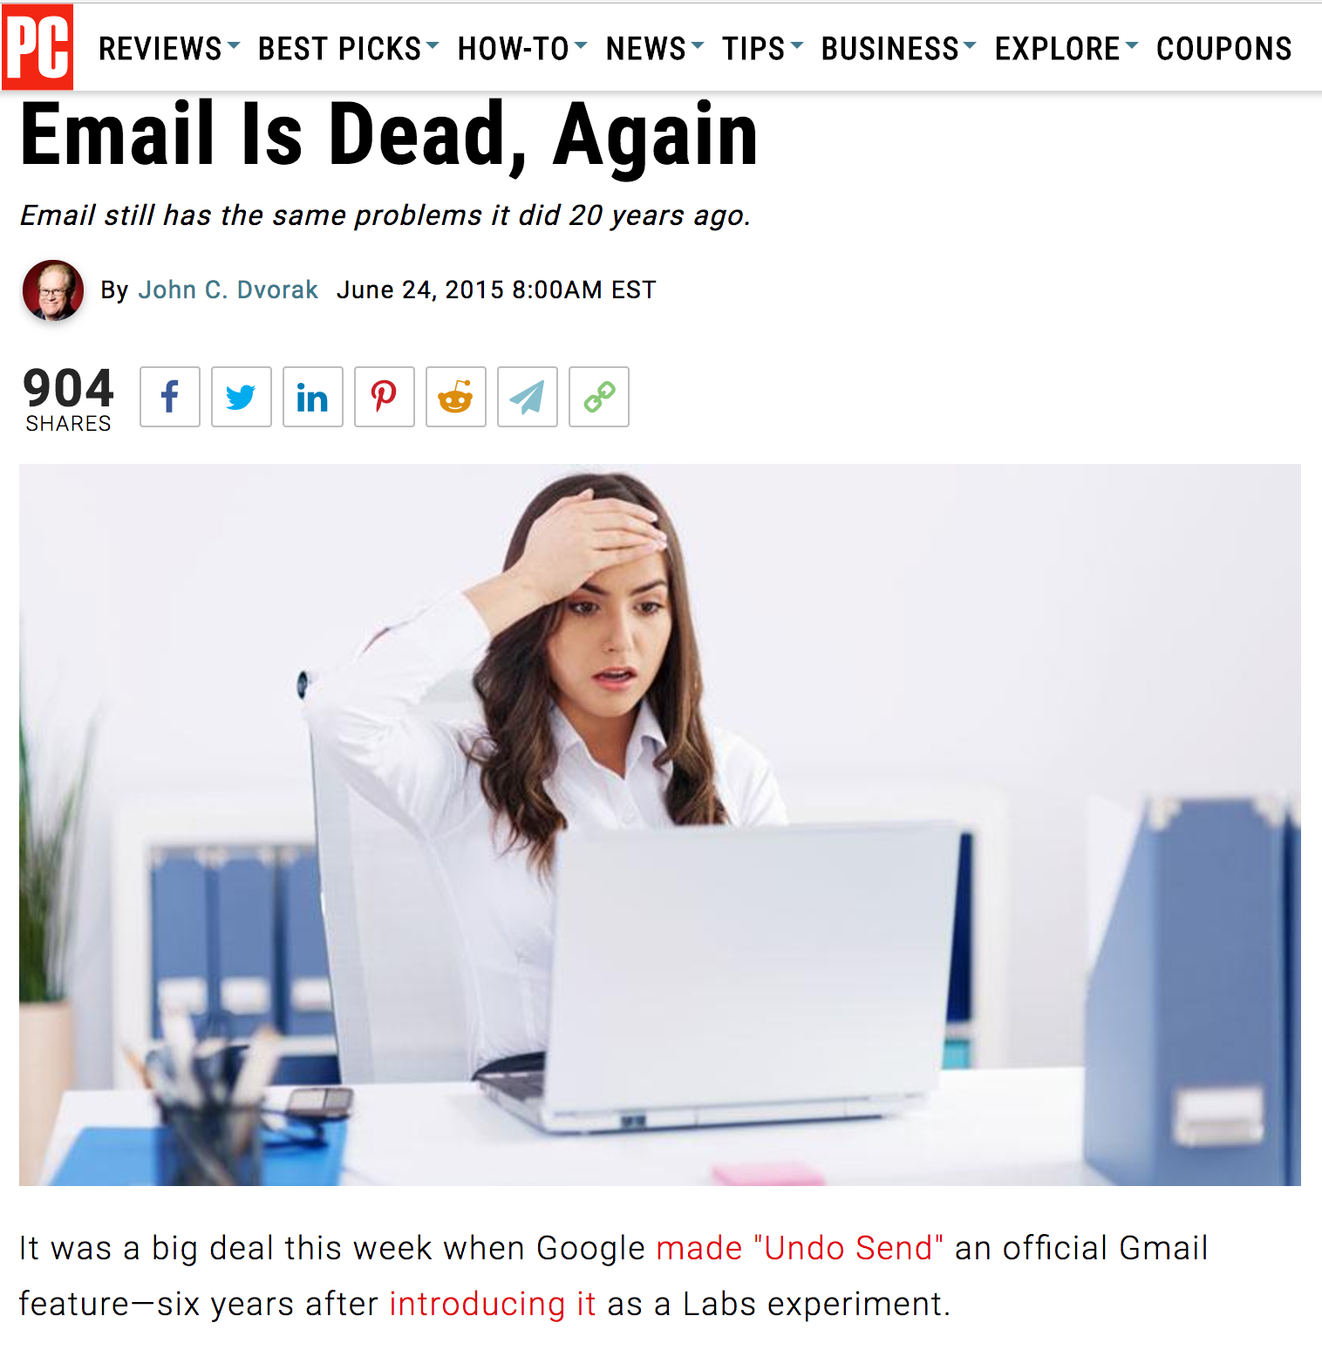 PC REVIEWS BEST PICKS HOW-TO NEWS TIPS BUSINESS EXPLORE COUPONS
Email Is Dead, Again
Email still has the same problems it did 20 years ago.
By John C. Dvorak June 24, 2015 8:00AM EST
904
SHARES
It was a big deal this week when Google made "Undo Send" an official Gmail
feature—six years after introducing it as a Labs experiment.